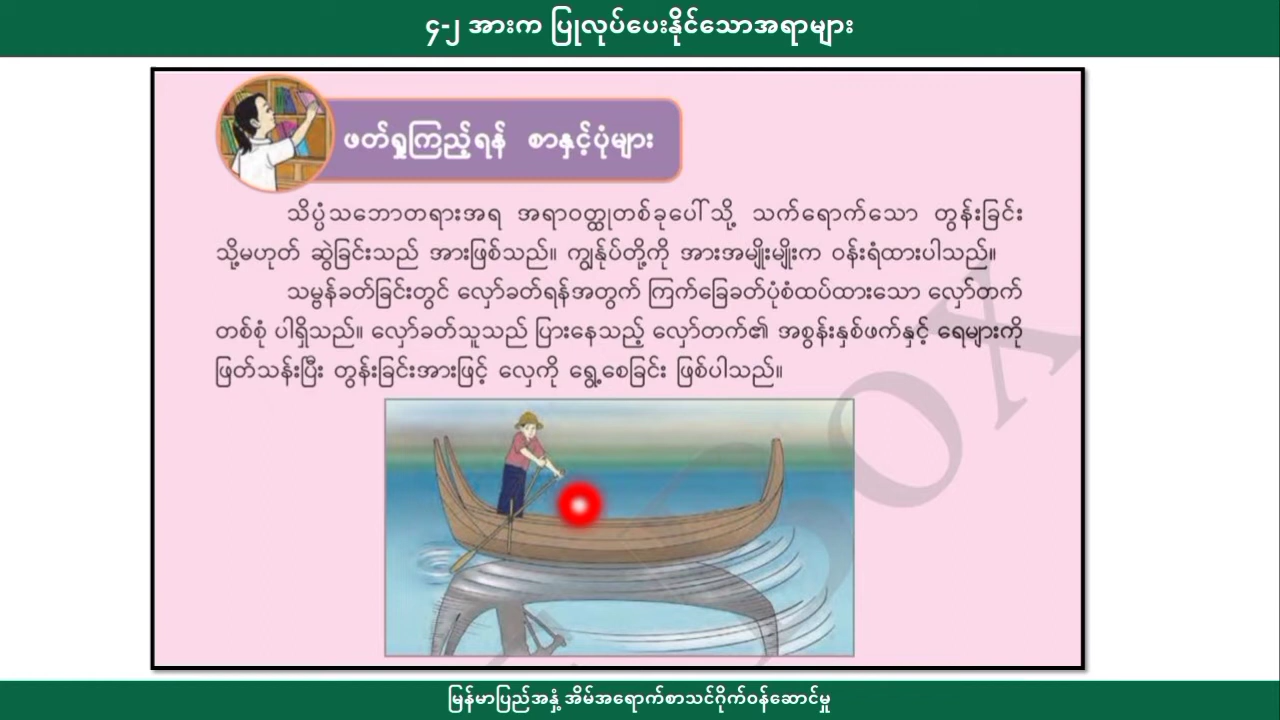 ၄-၂ အားက ပြုလုပ်ပေးနိုင်သောအရာများ
ဖတ်ရှုကြည့်ရန် စာနှင့်ပုံများ
သိပ္ပံသဘောတရားအရ အရာဝတ္ထုတစ်ခုပေါ်သို့ သက်ရောက်သော တွန်းခြင်း
သို့မဟုတ် ဆွဲခြင်းသည် အားဖြစ်သည်။ ကျွန်ုပ်တို့ကို အားအမျိုးမျိုးက ဝန်းရံထားပါသည်။
သမ္ဗန်ခတ်ခြင်းတွင် လှော်ခတ်ရန်အတွက် ကြက်ခြေခတ်ပုံစံထပ်ထားသော လှော်တက်
တစ်စုံ ပါရှိသည်။ လှော်ခတ်သူသည် ပြားနေသည့် လှော်တက်၏ အစွန်းနှစ်ဖက်နှင့် ရေများကို
ဖြတ်သန်းပြီး တွန်းခြင်းအားဖြင့် လှေကို ရွေ့စေခြင်း ဖြစ်ပါသည်။
မြန်မာပြည်အနှံ့ အိမ်အရောက်စာသင်ဂိုက်ဝန်ဆောင်မှု